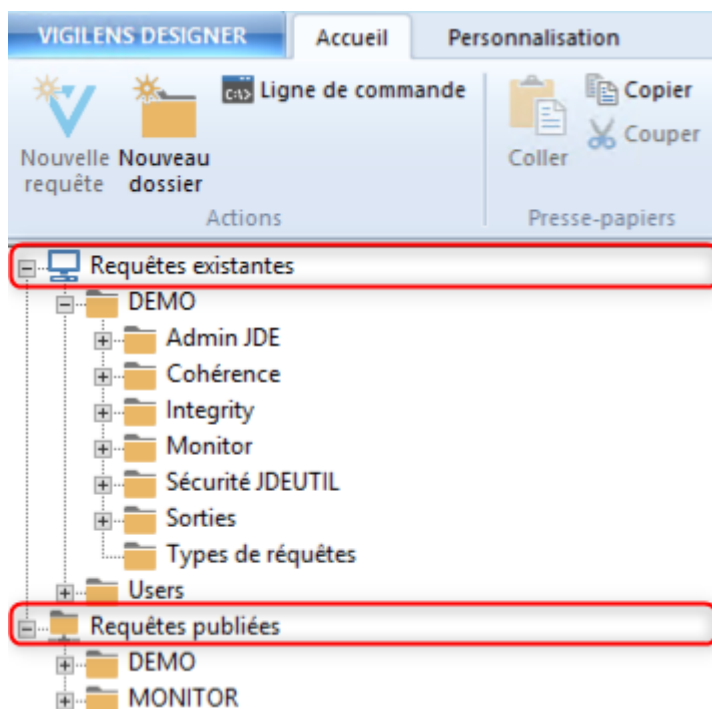 VIGILENS DESIGNER Accueil Personnalisation
Nouvelle requête
Nouveau dossier
C:\> Ligne de commande
Actions
Coller
Copier
Couper
Presse-papiers
Requêtes existantes
DEMO
Admin JDE
Cohérence
Integrity
Monitor
Sécurité JDEUTIL
Sorties
Types de réquêtes
Users
Requêtes publiées
DEMO
MONITOR